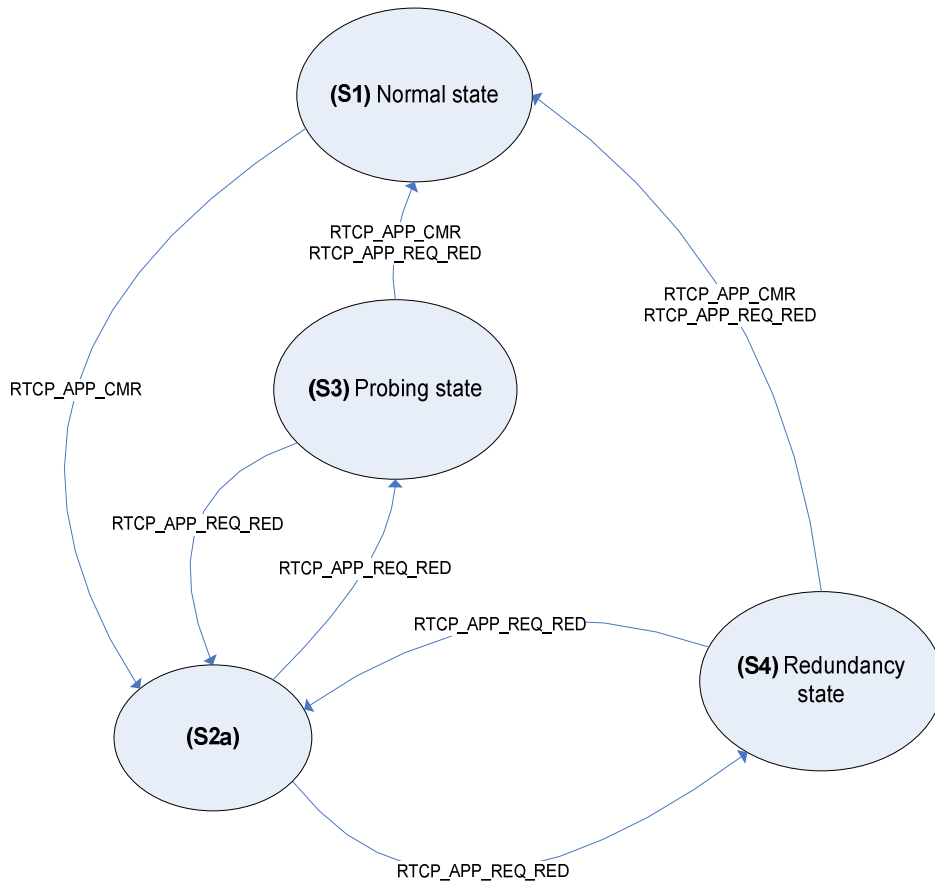 (S1) Normal state
RTCP_APP_CMR
RTCP_APP_REQ_RED
RTCP_APP_CMR
RTCP_APP_REQ_RED
(S3) Probing state
RTCP_APP_CMR
RTCP_APP_REQ_RED
RTCP_APP_REQ_RED
RTCP_APP_REQ_RED
(S4) Redundancy
state
(S2a)
RTCP_APP_REQ_RED